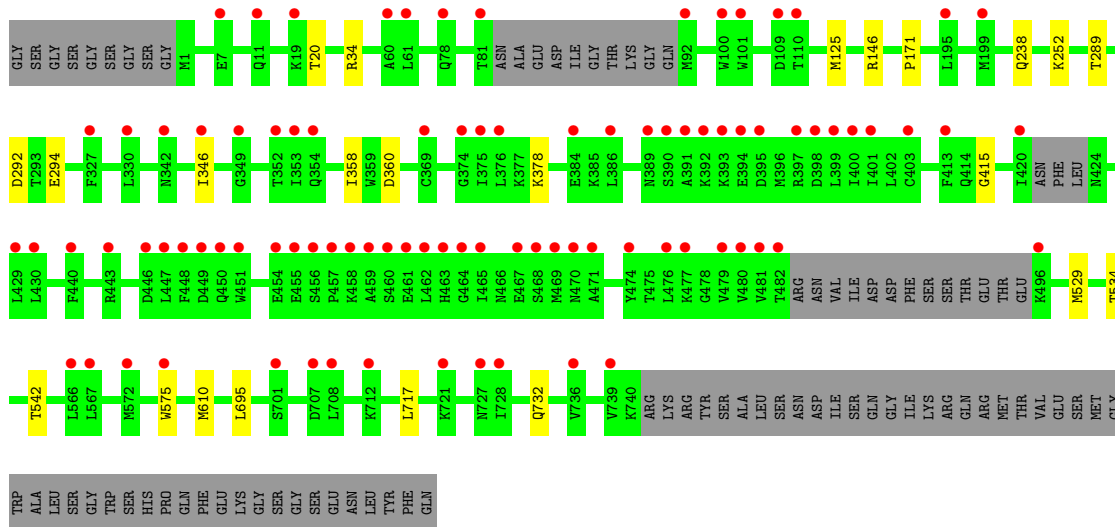 GLY SER GLY SER GLY SER GLY SER GLY M1 E7 Q11 K19 T20 R34 A60 L61 Q78 T81 ASN ALA GLU ASP ILE GLY THR LYS GLY GLN M92 W100 W101 D109 T110 M125 R146 P171 L195 M199 Q238 K252 T289
D292 T293 E294 F327 L330 N342 I346 G349 T352 I353 Q354 I358 W359 D360 C369 G374 I375 L376 K377 K378 E384 K385 L386 N389 S390 A391 K392 K393 E394 D395 M396 R397 D398 L399 I400 I401 L402 C403 F413 Q414 G415 I420 ASN PHE LEU N424
L429 L430 F440 R443 D446 L447 F448 D449 Q450 W451 E454 E455 S456 P457 K458 A459 S460 E461 L462 H463 G464 I465 N466 E467 S468 M469 N470 A471 Y474 T475 L476 K477 G478 V479 V480 V481 T482 ARG ASN VAL ILE ASP ASP PHE SER SER THR GLU THR GLU K496 M529 T534
T542 L566 L567 M572 W575 M610 L695 S701 D707 L708 K712 L717 K721 N727 I728 Q732 V736 V739 K740 ARG LYS ARG TYR SER ALA LEU SER ASN ASP ILE SER GLN GLY ILE LYS ARG GLN ARG MET THR VAL GLU SER MET GLY
TRP ALA LEU SER GLY TRP SER HIS PRO GLN PHE GLU LYS GLY SER GLY SER GLU ASN LEU TYR PHE GLN